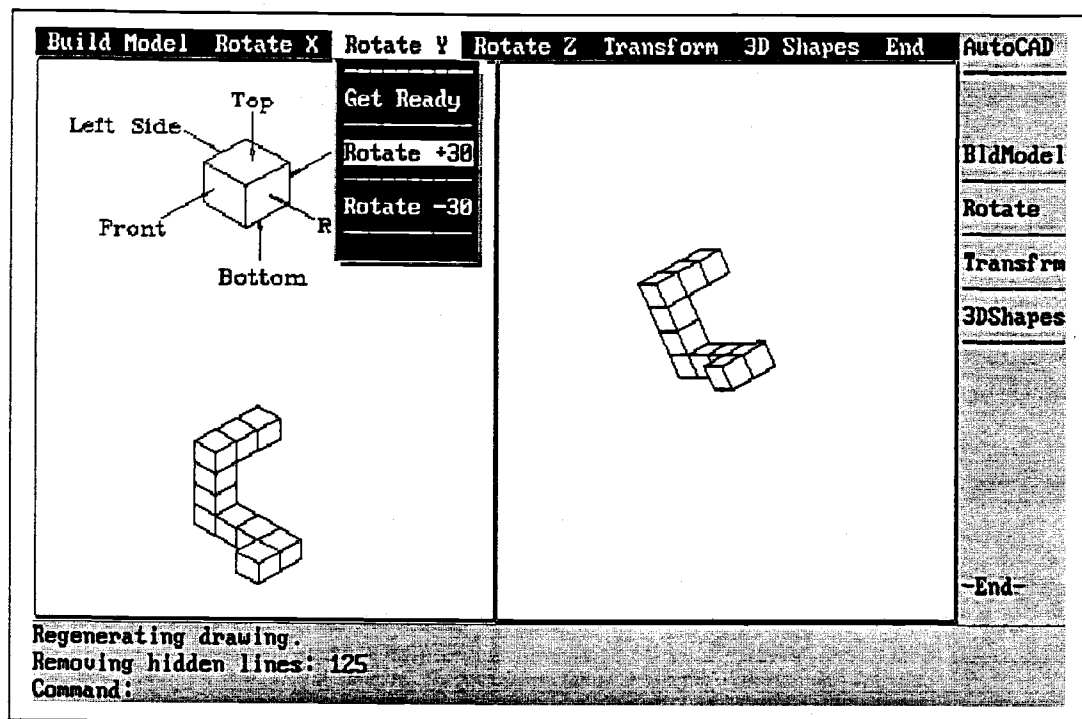 Build Model Rotate X Rotate Y Rotate Z Transform 3D Shapes End
AutoCAD
Get Ready
Rotate +30
Rotate -30
Top
Left Side
Front
R
Bottom
BldModel
Rotate
Transfrm
3DShapes
-End-
Regenerating drawing.
Removing hidden lines: 125
Command: